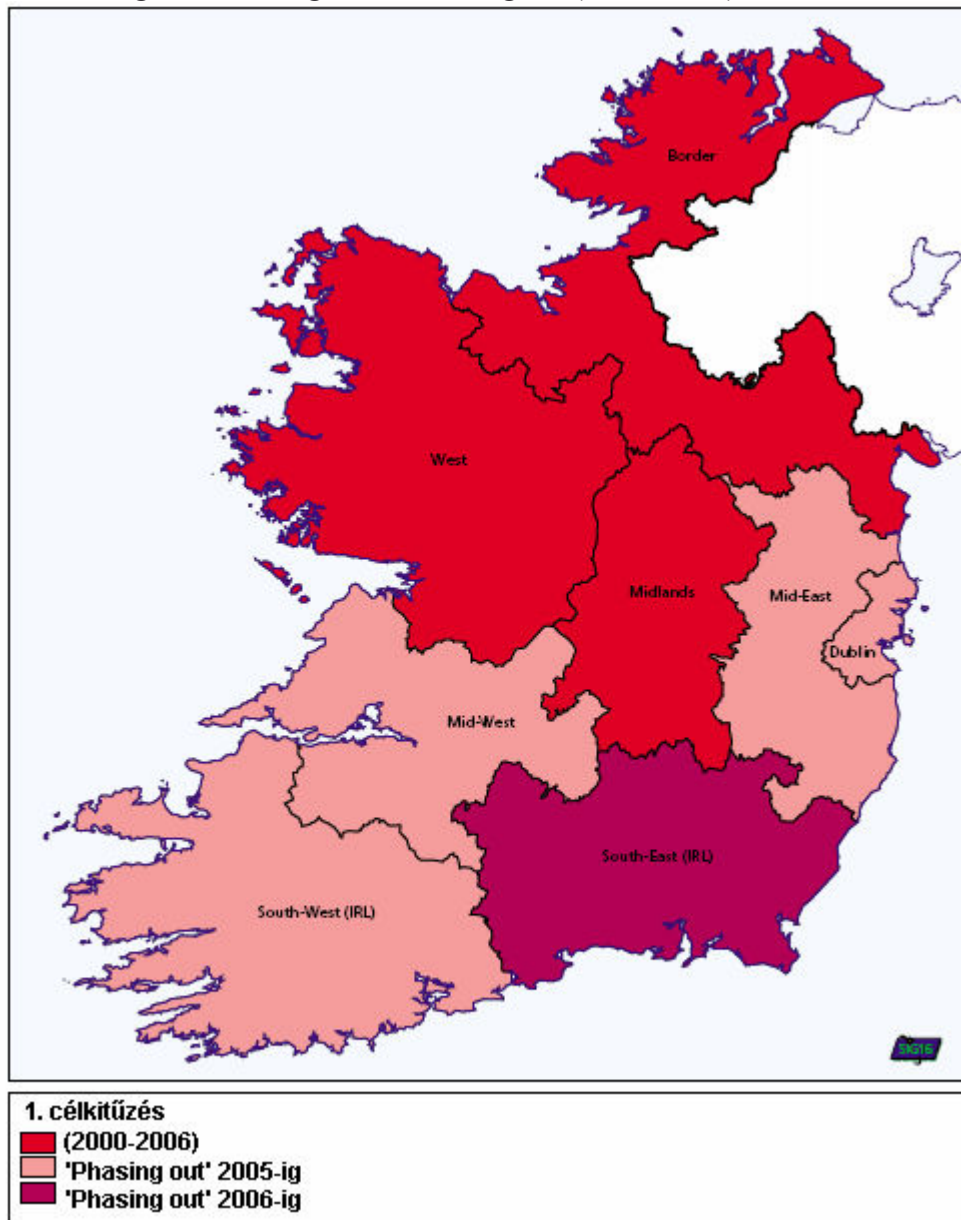 Border
West
Midlands
Mid-East
Dublin
Mid-West
South-East (IRL)
South-West (IRL)
SIG16
1. célkitűzés
(2000-2006)
'Phasing out' 2005-ig
'Phasing out' 2006-ig